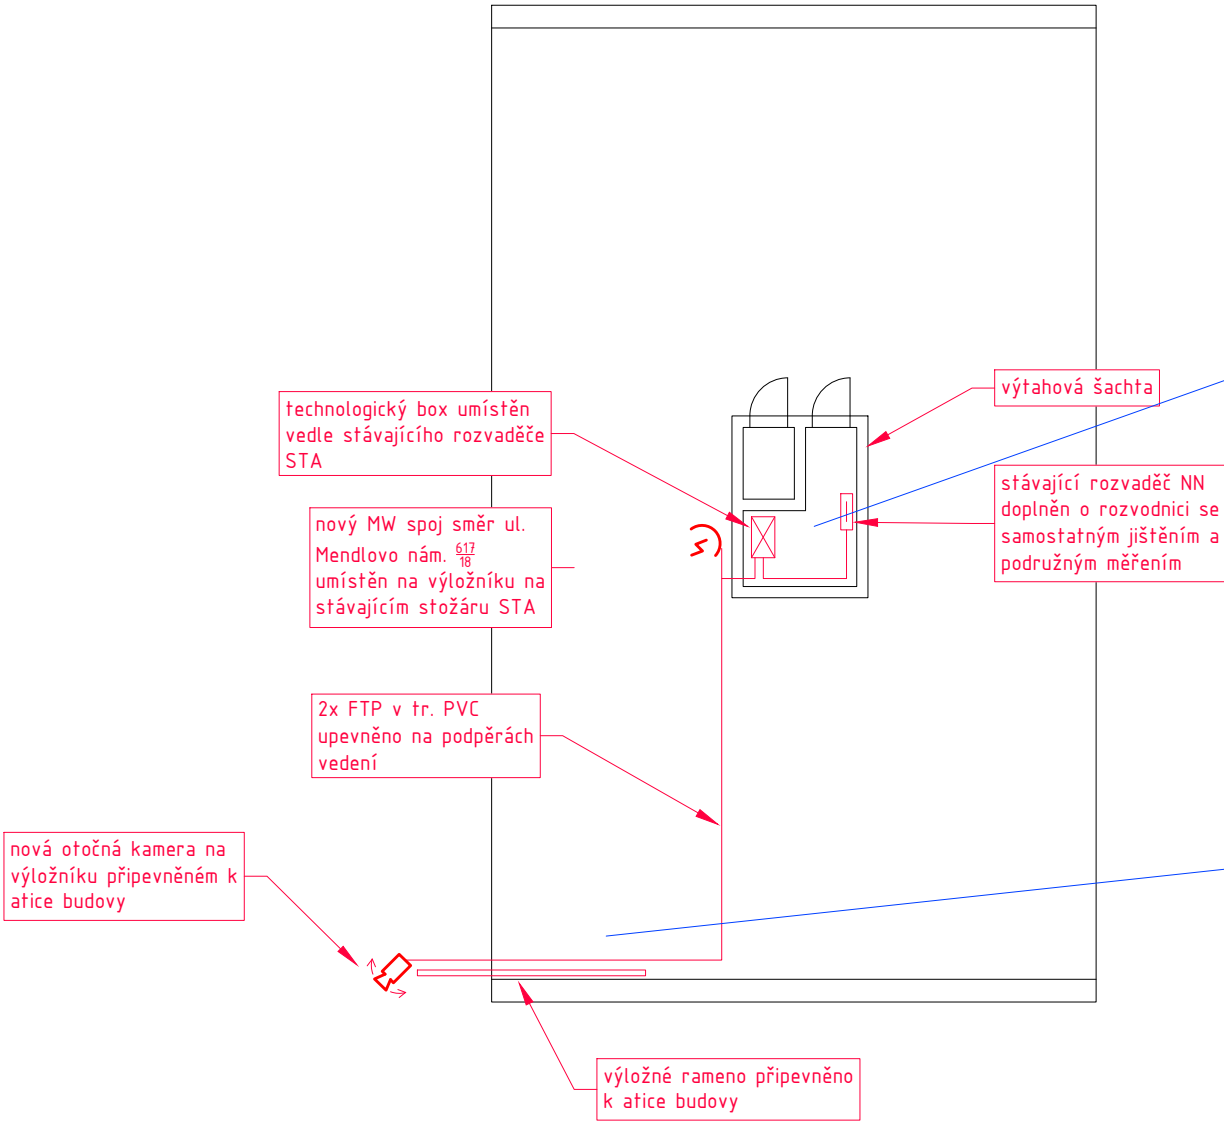 technologický box umístěn
vedle stávajícího rozvaděče
STA
nový MW spoj směr ul.
Mendlovo nám. 617/18
umístěn na výložníku na
stávajícím stožáru STA
2x FTP v tr. PVC
upevněno na podpěrách
vedení
nová otočná kamera na
výložníku připevněném k
atice budovy
výtahová šachta
stávající rozvaděč NN
doplněn o rozvodnici se
samostatným jištěním a
podružným měřením
výložné rameno připevněno
k atice budovy